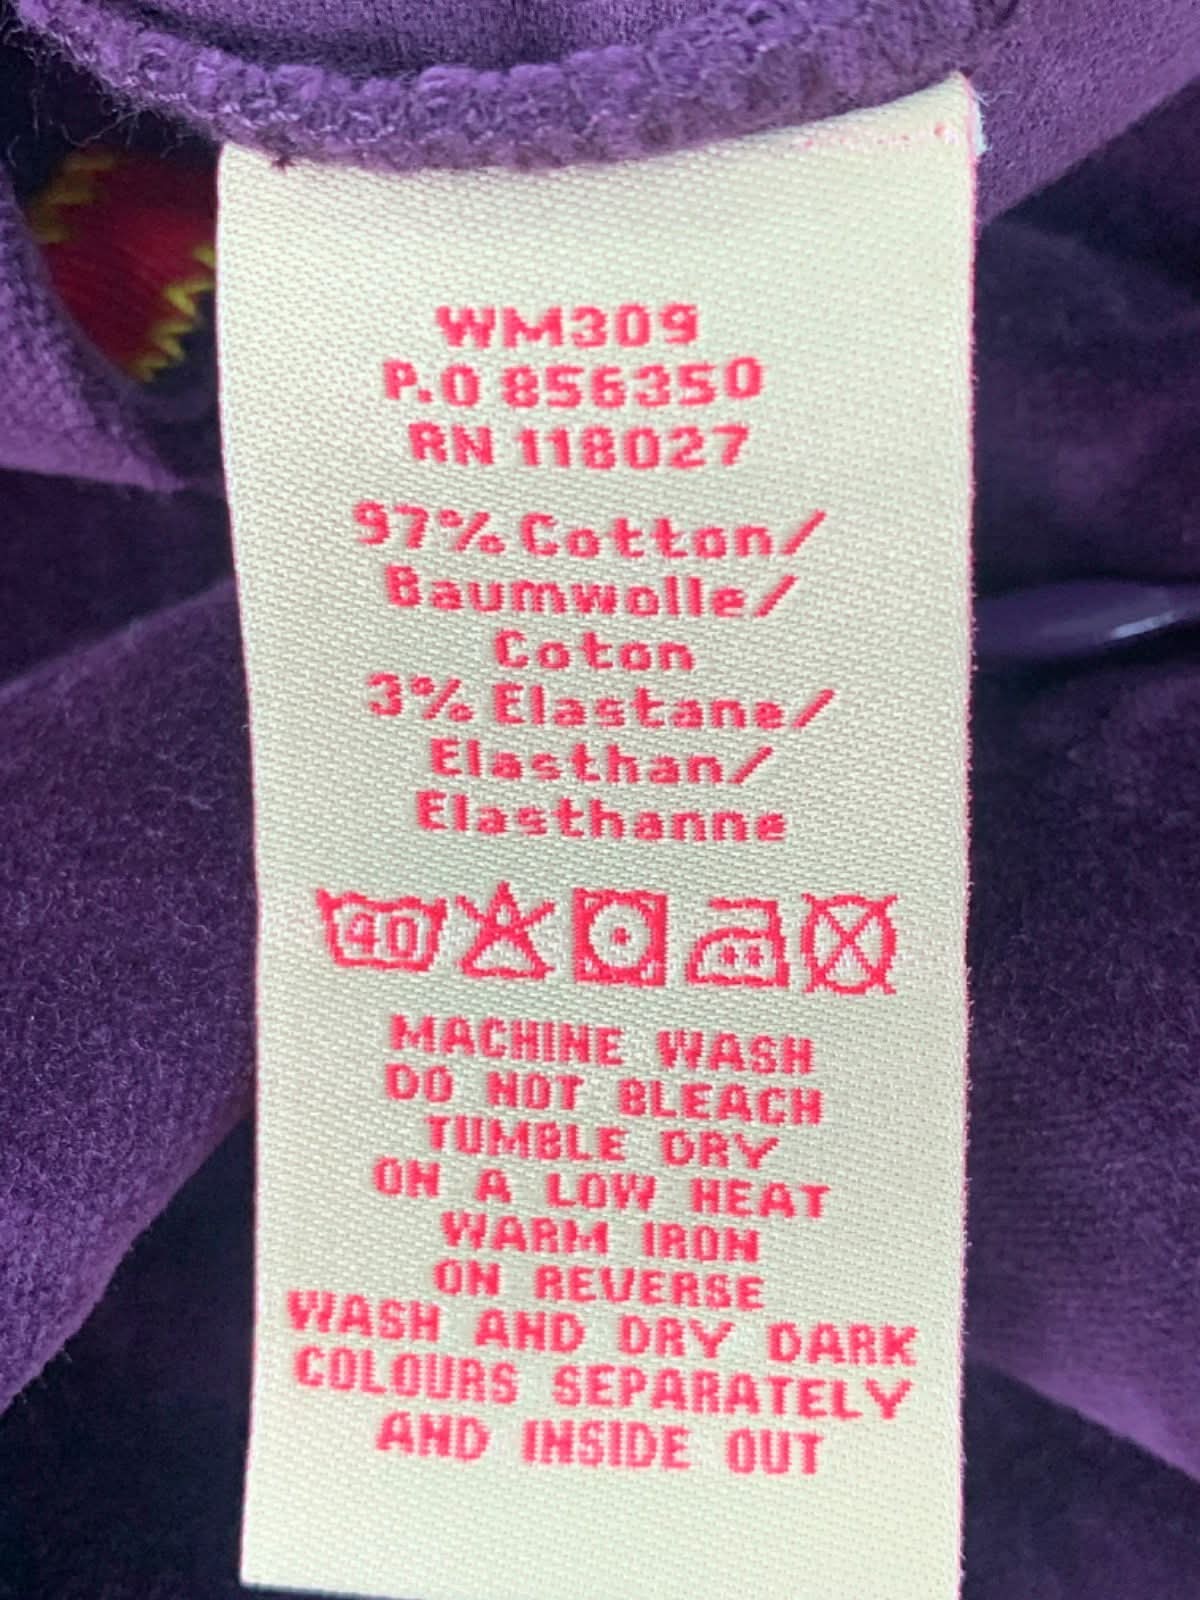 WM309
P.O 856350
RN 118027
97% Cotton/
Baumwolle/
Coton
3% Elastane/
Elasthan/
Elasthanne
40
MACHINE WASH
DO NOT BLEACH
TUMBLE DRY
ON A LOW HEAT
WARM IRON
ON REVERSE
WASH AND DRY DARK
COLOURS SEPARATELY
AND INSIDE OUT